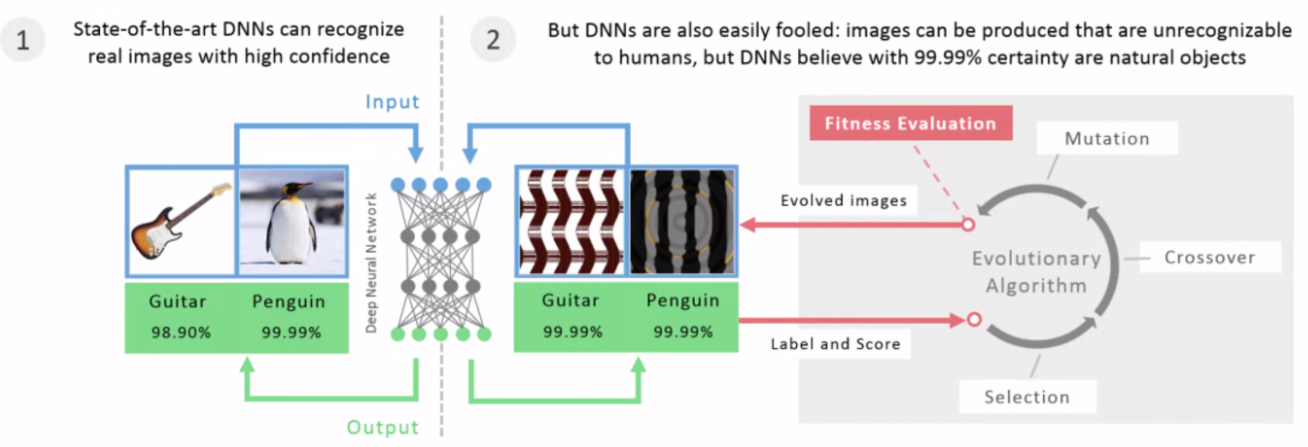 1
State-of-the-art DNNs can recognize
real images with high confidence
2
But DNNs are also easily fooled: images can be produced that are unrecognizable
to humans, but DNNs believe with 99.99% certainty are natural objects
Input
Deep Neural Network
Guitar Penguin
98.90% 99.99%
Output
Guitar Penguin
99.99% 99.99%
Evolved images
Label and Score
Fitness Evaluation
Mutation
Crossover
Evolutionary
Algorithm
Selection